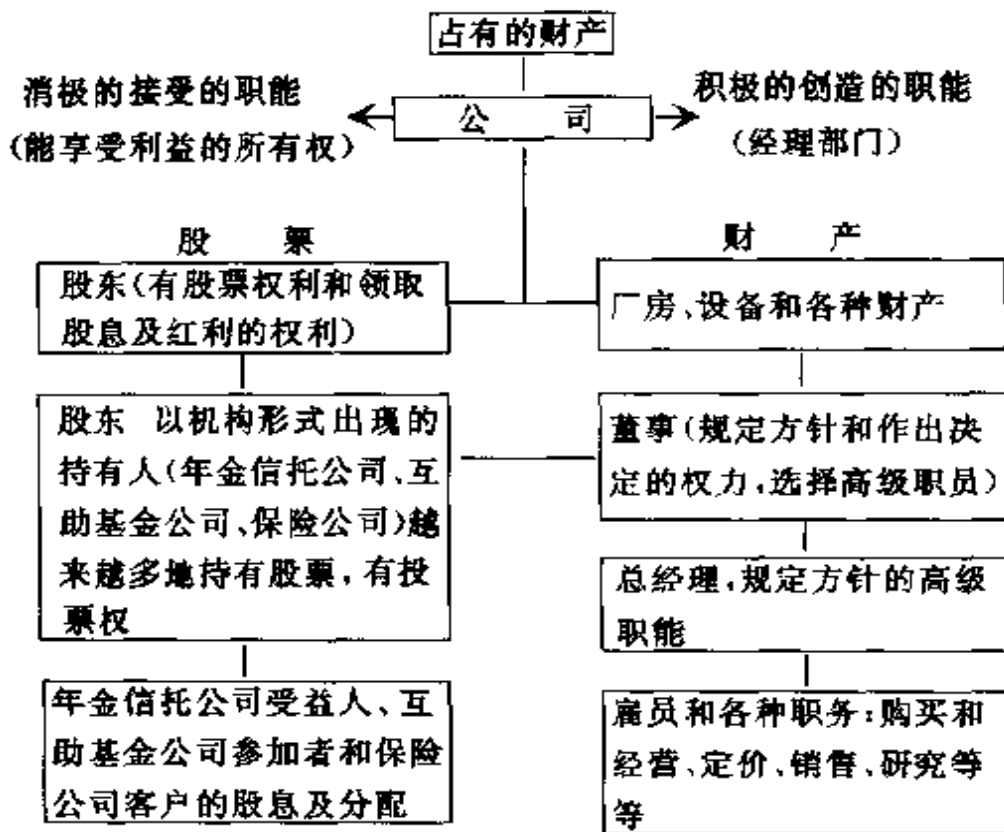 占有的财产
消极的接受的职能
(能享受利益的所有权)
公 司
积极的创造的职能
(经理部门)
股 票
股东(有股票权利和领取
股息及红利的权利)
股东 以机构形式出现的
持有人(年金信托公司、互
助基金公司、保险公司)越
来越多地持有股票,有投
票权
年金信托公司受益人、互
助基金公司参加者和保险
公司客户的股息及分配
财 产
厂房、设备和各种财产
董事(规定方针和作出决
定的权力,选择高级职员)
总经理,规定方针的高级
职能
雇员和各种职务:购买和
经营、定价、销售、研究等
等